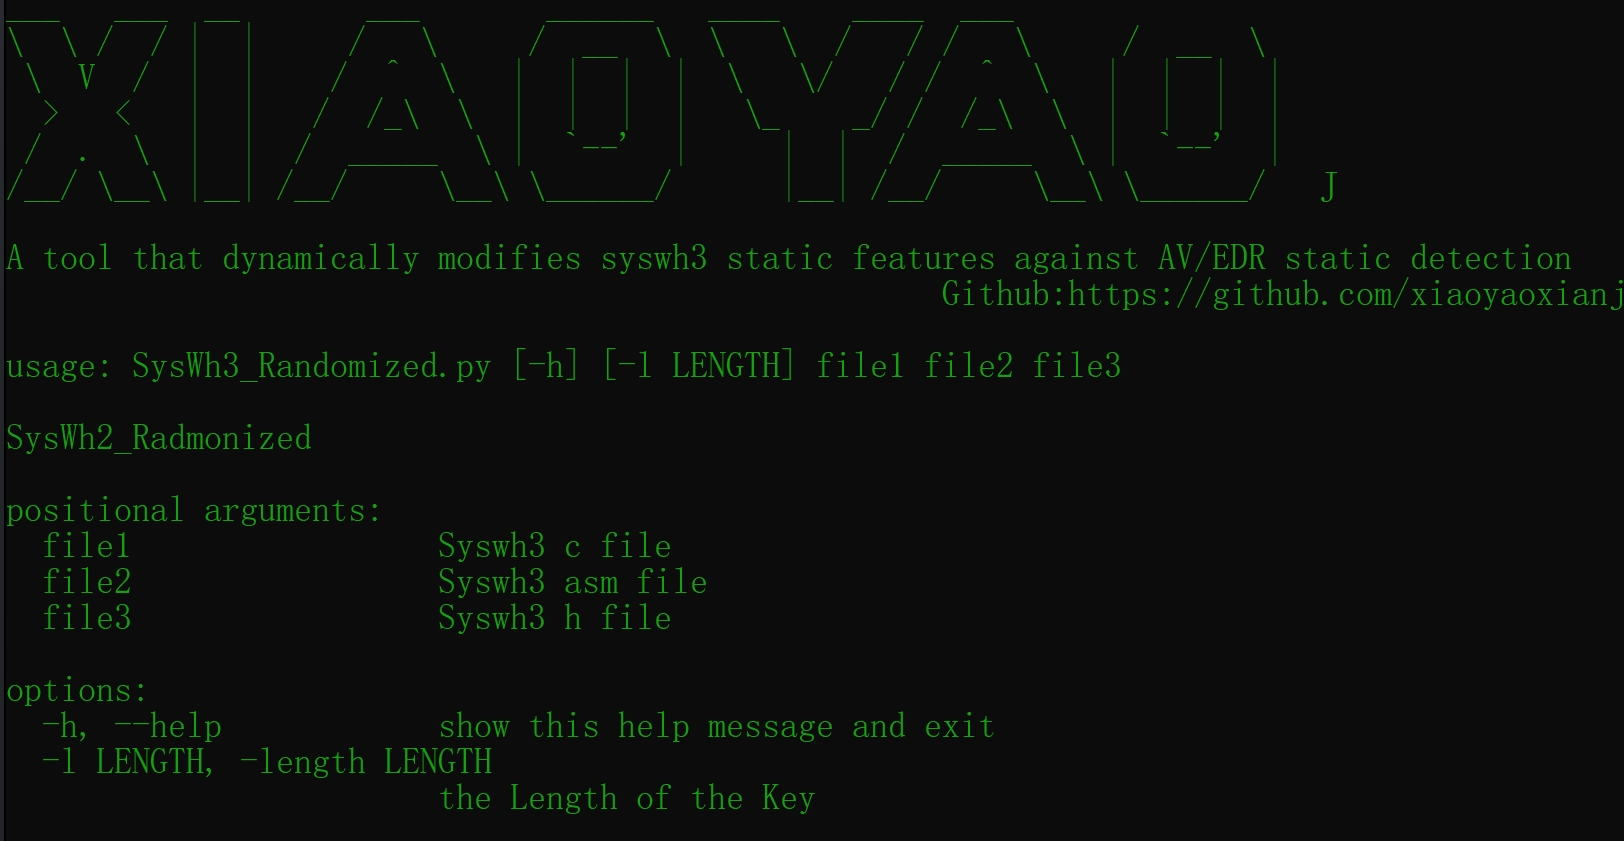 XIAOYAO J
A tool that dynamically modifies syswh3 static features against AV/EDR static detection
Github:https://github.com/xiaoyaoxianj
usage: SysWh3_Randomized.py [-h] [-l LENGTH] file1 file2 file3
SysWh2_Radmonized
positional arguments:
file1 Syswh3 c file
file2 Syswh3 asm file
file3 Syswh3 h file
options:
-h, --help show this help message and exit
-l LENGTH, -length LENGTH
the Length of the Key